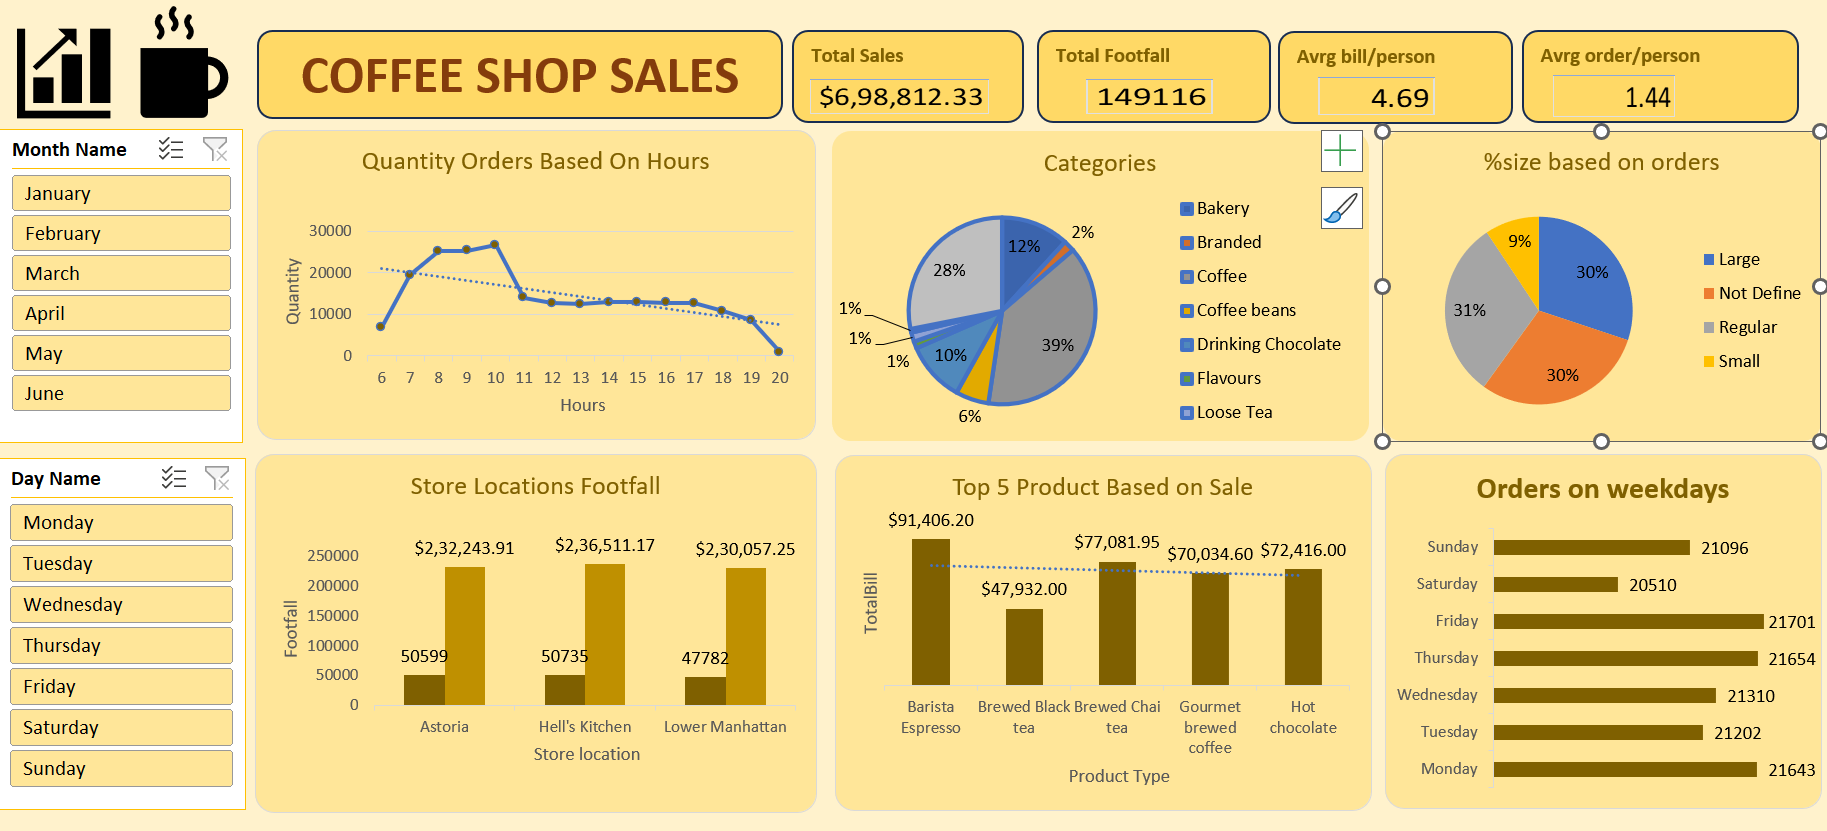 COFFEE SHOP SALES
Total Sales
$6,98,812.33
Total Footfall
149116
Avrg bill/person
4.69
Avrg order/person
1.44
Month Name
January
February
March
April
May
June
Day Name
Monday
Tuesday
Wednesday
Thursday
Friday
Saturday
Sunday
Quantity Orders Based On Hours
Quantity
30000
20000
10000
0
6 7 8 9 10 11 12 13 14 15 16 17 18 19 20
Hours
Categories
12%
2%
39%
6%
10%
1%
1%
1%
28%
Bakery
Branded
Coffee
Coffee beans
Drinking Chocolate
Flavours
Loose Tea
%size based on orders
9%
30%
31%
30%
Large
Not Define
Regular
Small
Store Locations Footfall
Footfall
250000
200000
150000
100000
50000
0
$2,32,243.91 $2,36,511.17 $2,30,057.25
50599 50735 47782
Astoria Hell's Kitchen Lower Manhattan
Store location
Top 5 Product Based on Sale
TotalBill
$91,406.20
$47,932.00
$77,081.95
$70,034.60
$72,416.00
Barista Espresso
Brewed Black tea
Brewed Chai tea
Gourmet brewed coffee
Hot chocolate
Product Type
Orders on weekdays
Sunday 21096
Saturday 20510
Friday 21701
Thursday 21654
Wednesday 21310
Tuesday 21202
Monday 21643